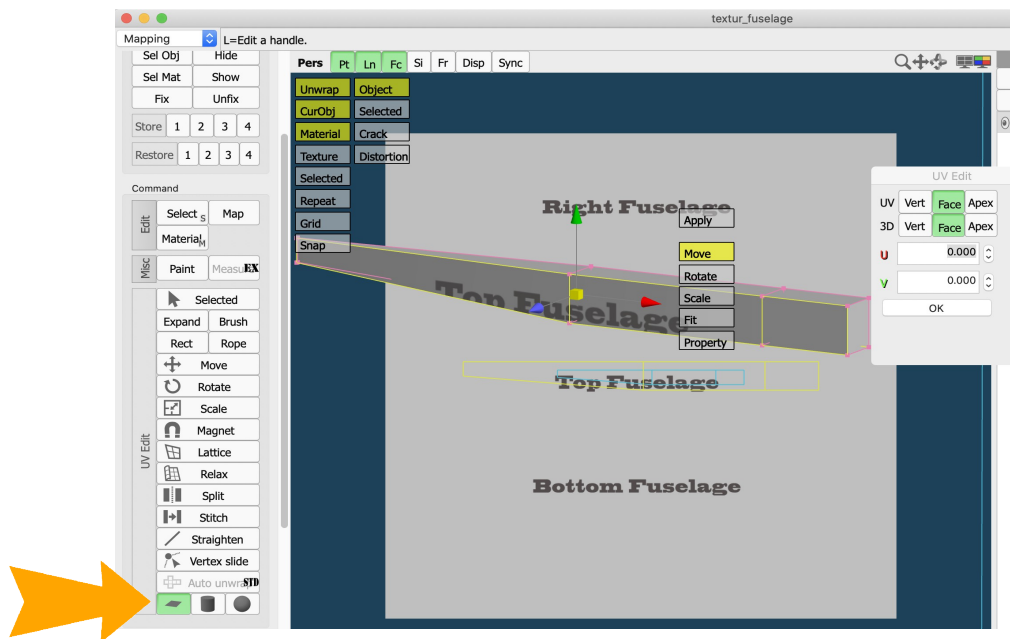 textur_fuselage
Mapping L=Edit a handle.
Sel Obj Hide
Sel Mat Show
Fix Unfix
Store 1 2 3 4
Restore 1 2 3 4
Command
Edit
Select S Map
Material M
Misc
Paint Measu EX
UV Edit
Selected
Expand Brush
Rect Rope
Move
Rotate
Scale
Magnet
Lattice
Relax
Split
Stitch
Straighten
Vertex slide
Auto unwra STD
Pers Pt Ln Fc Si Fr Disp Sync
Unwrap Object
CurObj Selected
Material Crack
Texture Distortion
Selected
Repeat
Grid
Snap
Right Fuselage
Apply
Move
Rotate
Scale
Fit
Property
Top Fuselage
Top Fuselage
Bottom Fuselage
UV Edit
UV Vert Face Apex
3D Vert Face Apex
U 0.000
V 0.000
OK